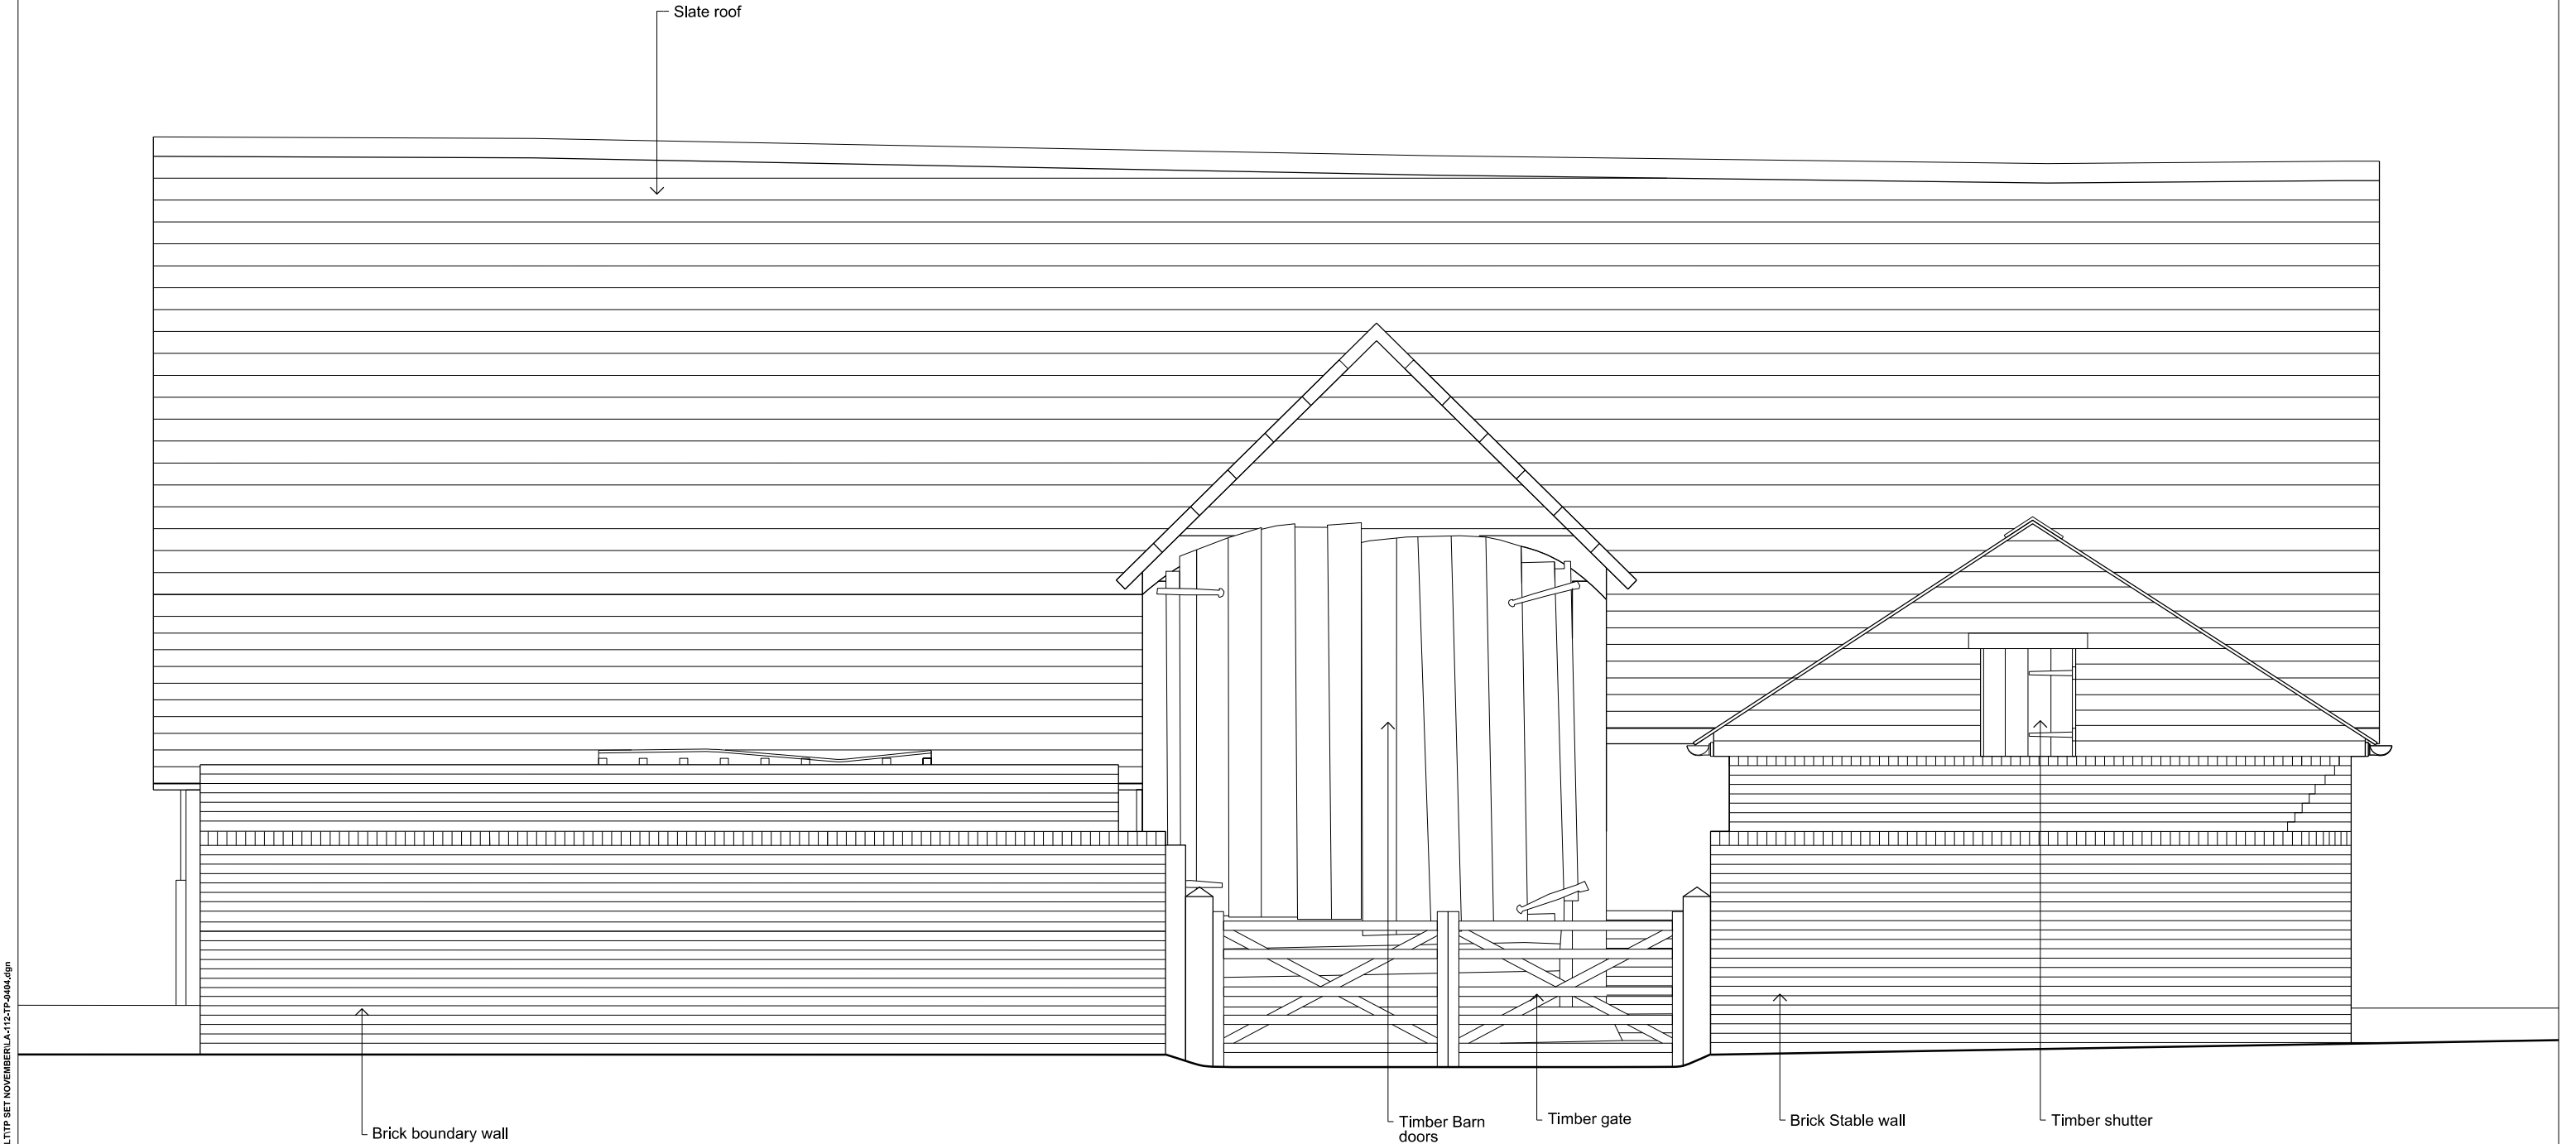 Slate roof
LT\TP SET NOVEMBER\LA-112-TP-0404.dgn
Brick boundary wall
Timber Barn
doors
Timber gate
Brick Stable wall
Timber shutter